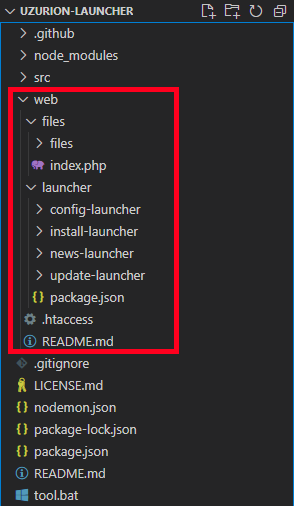 UZURION-LAUNCHER
.github
node_modules
src
web
files
files
index.php
launcher
config-launcher
install-launcher
news-launcher
update-launcher
package.json
.htaccess
README.md
.gitignore
LICENSE.md
nodemon.json
package-lock.json
package.json
README.md
tool.bat